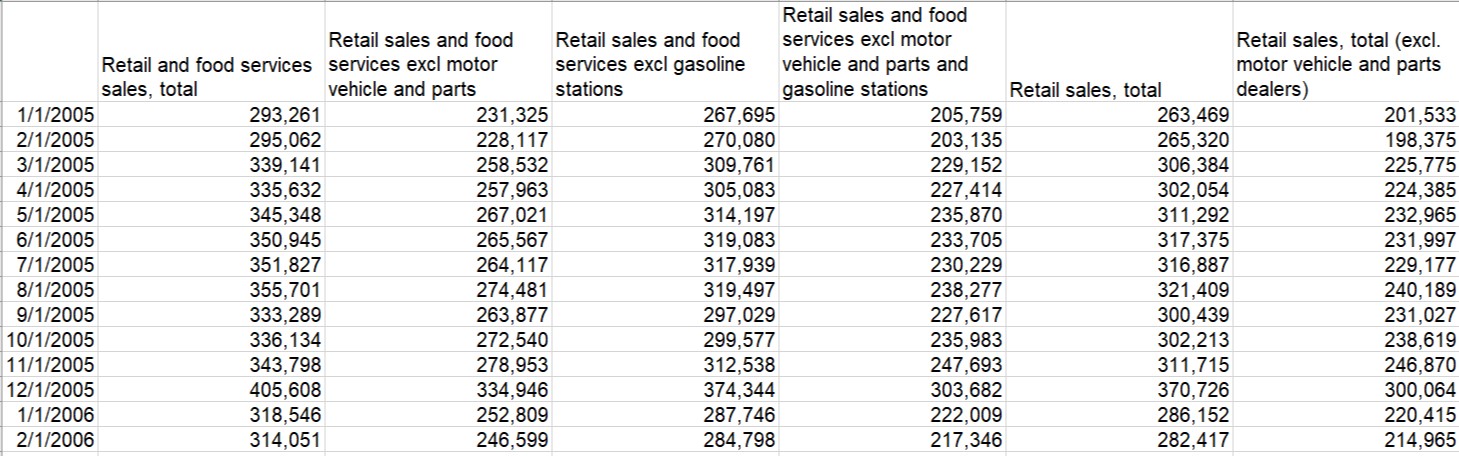 Retail and food services
sales, total
Retail sales and food
services excl motor
vehicle and parts
Retail sales and food
services excl gasoline
stations
Retail sales and food
services excl motor
vehicle and parts and
gasoline stations
Retail sales, total
Retail sales, total (excl.
motor vehicle and parts
dealers)
1/1/2005 293,261 231,325 267,695 205,759 263,469 201,533
2/1/2005 295,062 228,117 270,080 203,135 265,320 198,375
3/1/2005 339,141 258,532 309,761 229,152 306,384 225,775
4/1/2005 335,632 257,963 305,083 227,414 302,054 224,385
5/1/2005 345,348 267,021 314,197 235,870 311,292 232,965
6/1/2005 350,945 265,567 319,083 233,705 317,375 231,997
7/1/2005 351,827 264,117 317,939 230,229 316,887 229,177
8/1/2005 355,701 274,481 319,497 238,277 321,409 240,189
9/1/2005 333,289 263,877 297,029 227,617 300,439 231,027
10/1/2005 336,134 272,540 299,577 235,983 302,213 238,619
11/1/2005 343,798 278,953 312,538 247,693 311,715 246,870
12/1/2005 405,608 334,946 374,344 303,682 370,726 300,064
1/1/2006 318,546 252,809 287,746 222,009 286,152 220,415
2/1/2006 314,051 246,599 284,798 217,346 282,417 214,965